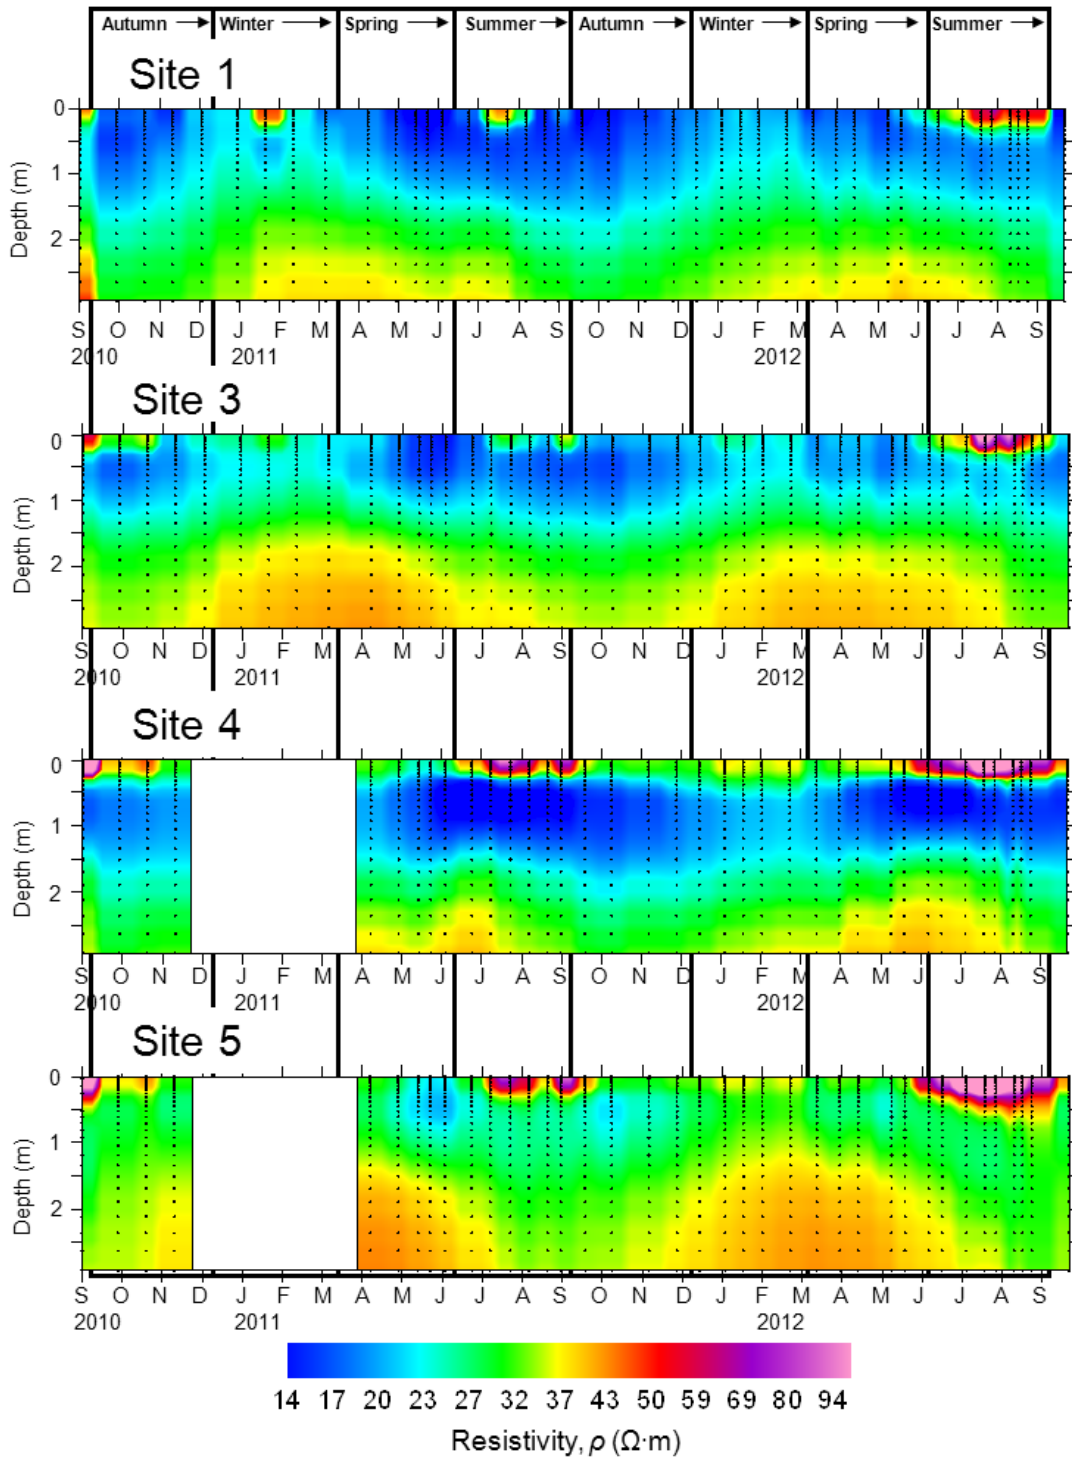 Autumn Winter Spring Summer Autumn Winter Spring Summer
Site 1
0
1
2
Depth (m)
S O N D J F M A M J J A S O N D J F M A M J J A S
2010 2011 2012
Site 3
0
1
2
Depth (m)
S O N D J F M A M J J A S O N D J F M A M J J A S
2010 2011 2012
Site 4
0
1
2
Depth (m)
S O N D J F M A M J J A S O N D J F M A M J J A S
2010 2011 2012
Site 5
0
1
2
Depth (m)
S O N D J F M A M J J A S O N D J F M A M J J A S
2010 2011 2012
14 17 20 23 27 32 37 43 50 59 69 80 94
Resistivity, ρ (Ω·m)